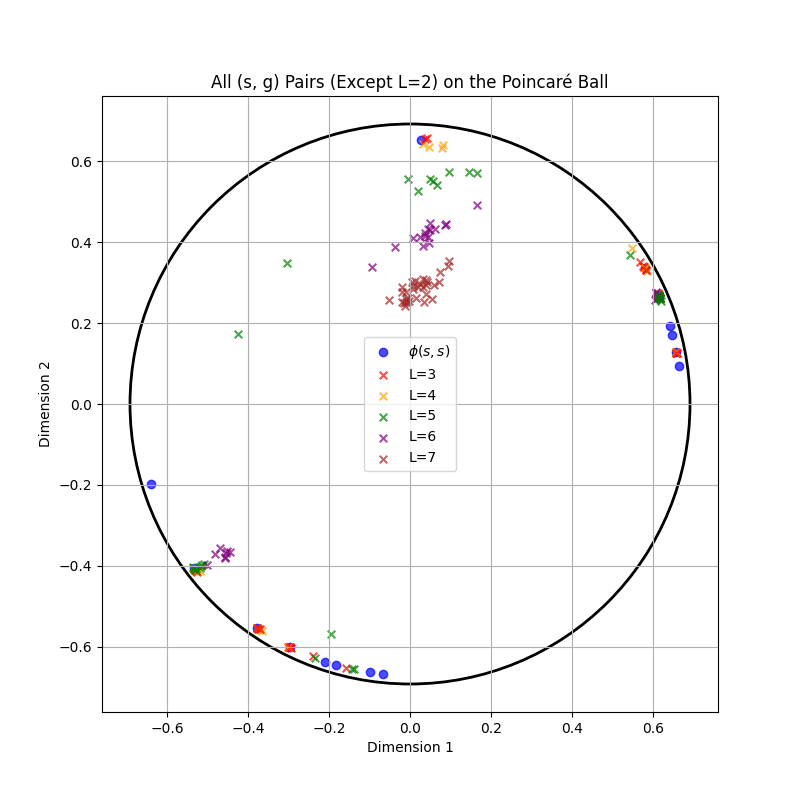 All (s, g) Pairs (Except L=2) on the Poincaré Ball
0.6
0.4
0.2
0.0
−0.2
−0.4
−0.6
Dimension 2
ϕ(s, s)
L=3
L=4
L=5
L=6
L=7
−0.6
−0.4
−0.2
0.0
0.2
0.4
0.6
Dimension 1